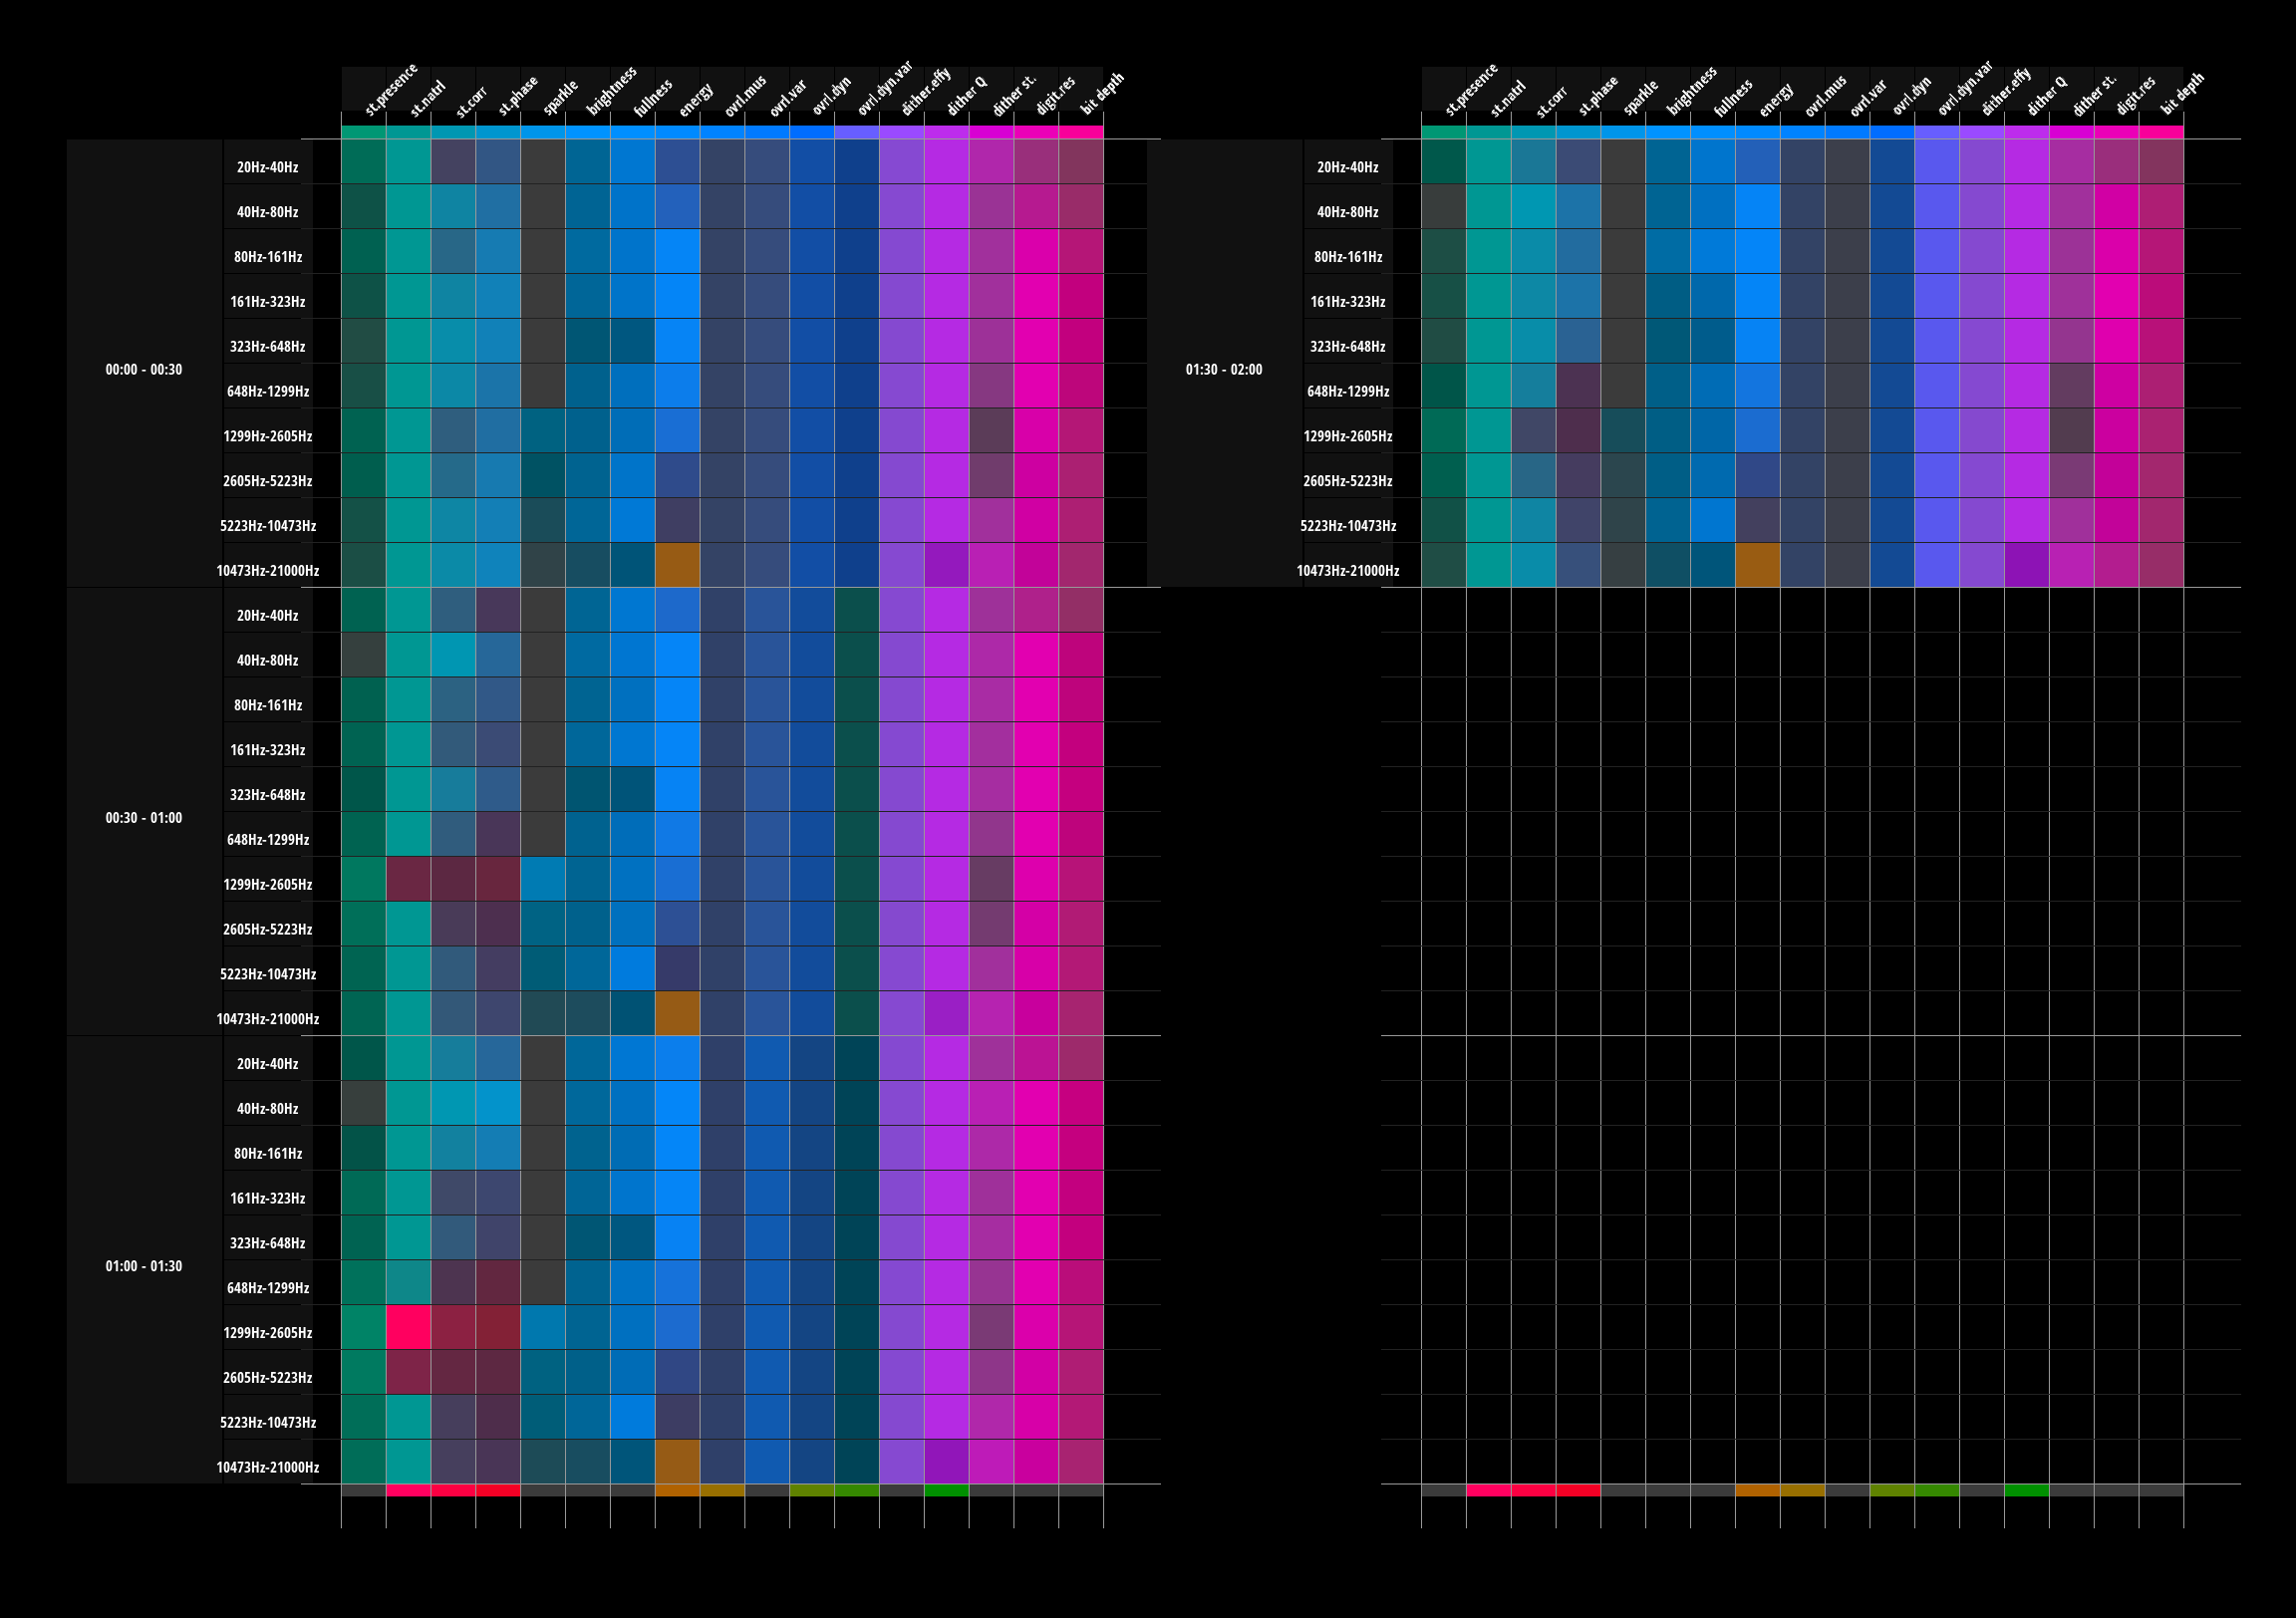 st.presence st.natrl st.corr st.phase sparkle brightness fullness energy ovrl.mus ovrl.var ovrl.dyn ovrl.dyn.var dither.effy dither Q dither st. digit.res bit depth
00:00 - 00:30
20Hz-40Hz
40Hz-80Hz
80Hz-161Hz
161Hz-323Hz
323Hz-648Hz
648Hz-1299Hz
1299Hz-2605Hz
2605Hz-5223Hz
5223Hz-10473Hz
10473Hz-21000Hz
00:30 - 01:00
20Hz-40Hz
40Hz-80Hz
80Hz-161Hz
161Hz-323Hz
323Hz-648Hz
648Hz-1299Hz
1299Hz-2605Hz
2605Hz-5223Hz
5223Hz-10473Hz
10473Hz-21000Hz
01:00 - 01:30
20Hz-40Hz
40Hz-80Hz
80Hz-161Hz
161Hz-323Hz
323Hz-648Hz
648Hz-1299Hz
1299Hz-2605Hz
2605Hz-5223Hz
5223Hz-10473Hz
10473Hz-21000Hz
st.presence st.natrl st.corr st.phase sparkle brightness fullness energy ovrl.mus ovrl.var ovrl.dyn ovrl.dyn.var dither.effy dither Q dither st. digit.res bit depth
01:30 - 02:00
20Hz-40Hz
40Hz-80Hz
80Hz-161Hz
161Hz-323Hz
323Hz-648Hz
648Hz-1299Hz
1299Hz-2605Hz
2605Hz-5223Hz
5223Hz-10473Hz
10473Hz-21000Hz